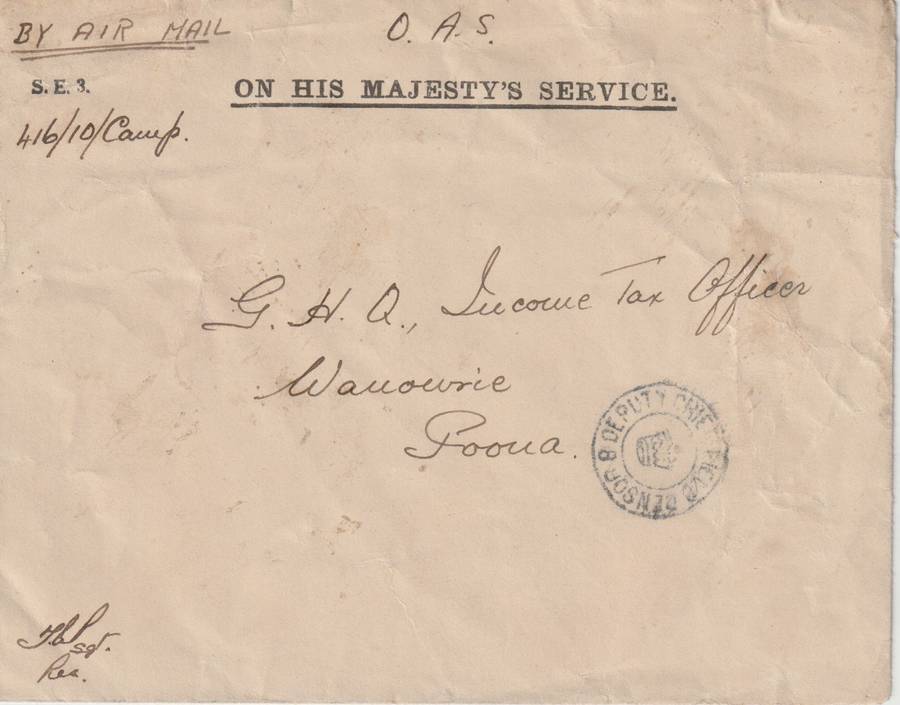 BY AIR MAIL
O. A. S.
S. E. 3.
ON HIS MAJESTY'S SERVICE.
416/10/Camp.
G. H. Q., Income Tax Officer
Wanowrie
Poona.
DEPUTY CHIEF FIELD CENSOR 8